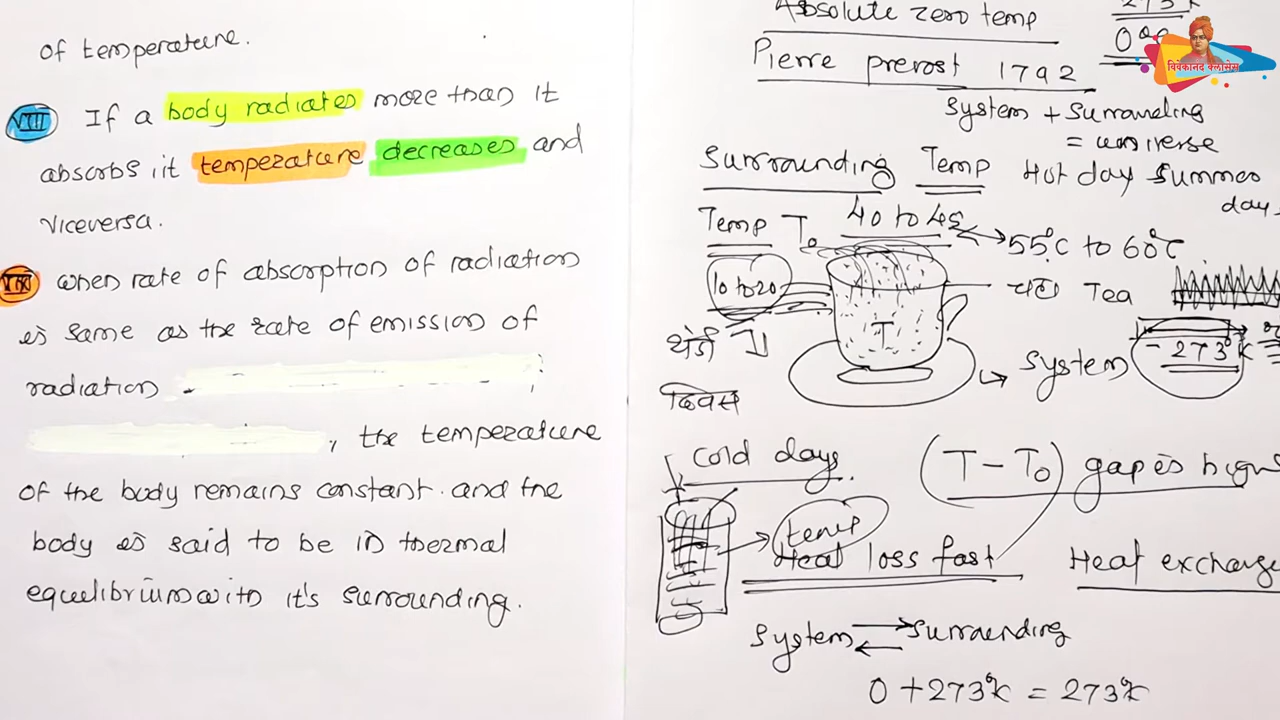 of temperature.
VIII If a body radiates more than it
absorbs it temperature decreases and
viceversa.
when rate of absorption of radiation
is same as the rate of emission of
radiation
, the temperature
of the body remains constant. and the
body is said to be in thermal
equilibrium with it's surrounding.
Absolute zero temp
Pierre prevost 1792
विवेकानंद क्लासेस
System + Surrounding
= universe
Surrounding Temp Hot day Summer
day
Temp T₀ 40 to 45 55°C to 60°C
10 to 20 चहा Tea
T
थंडी
दिवस
System -273°K
cold days. (T-T₀) gap is high
temp
Heat loss fast Heat exchange
System Surrounding
0+273°K = 273°K